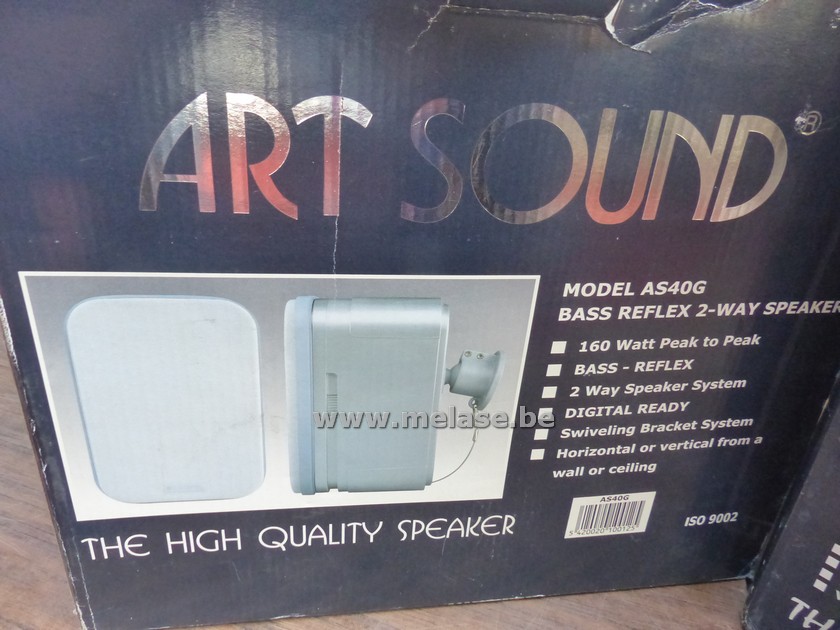 ART SOUND®
MODEL AS40G
BASS REFLEX 2-WAY SPEAKER
160 Watt Peak to Peak
BASS - REFLEX
2 Way Speaker System
DIGITAL READY
Swiveling Bracket System
Horizontal or vertical from a
wall or ceiling
www.melase.be
AS40G
5420020100125
ISO 9002
THE HIGH QUALITY SPEAKER
TH